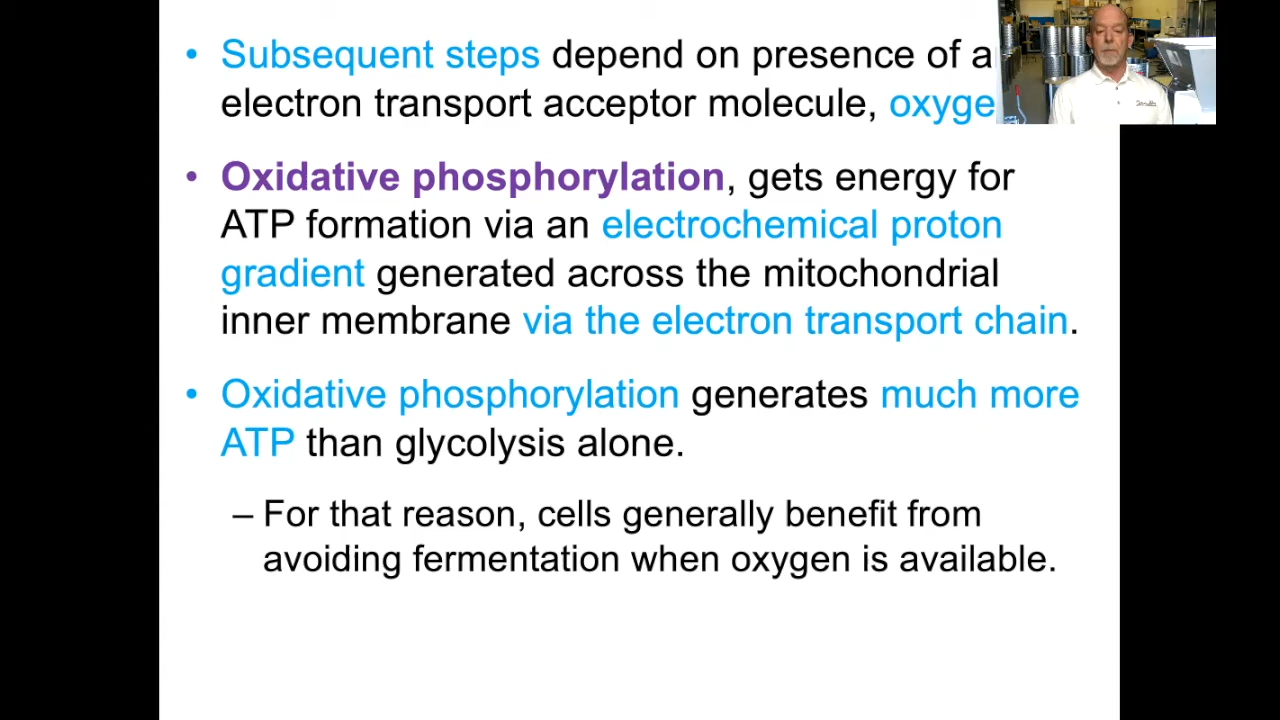 • Subsequent steps depend on presence of a
electron transport acceptor molecule, oxyge
• Oxidative phosphorylation, gets energy for
ATP formation via an electrochemical proton
gradient generated across the mitochondrial
inner membrane via the electron transport chain.
• Oxidative phosphorylation generates much more
ATP than glycolysis alone.
– For that reason, cells generally benefit from
avoiding fermentation when oxygen is available.